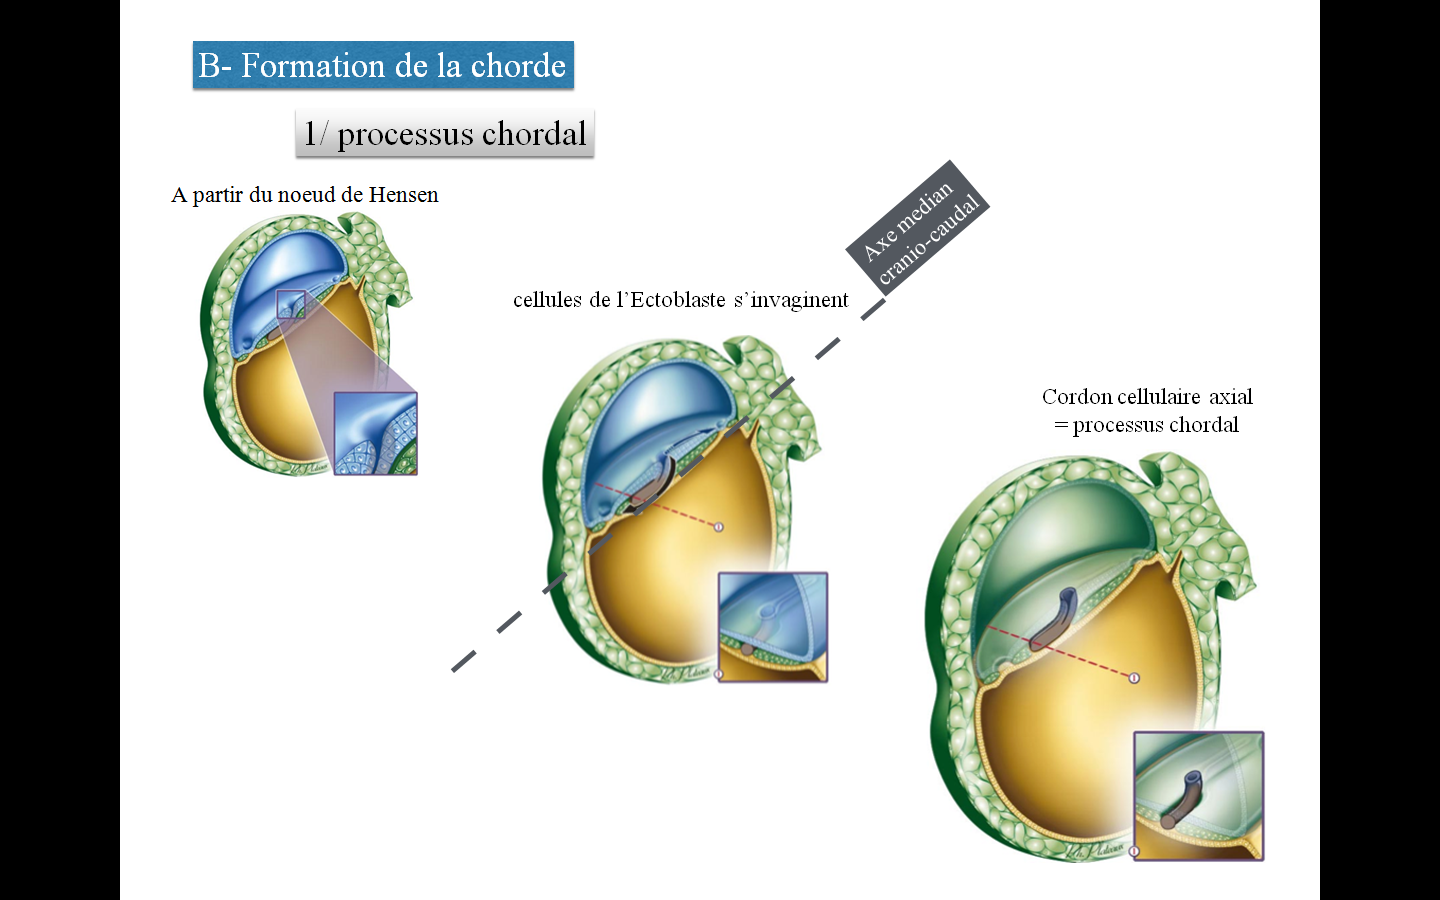 B- Formation de la chorde
1/ processus chordal
A partir du noeud de Hensen
Axe median
cranio-caudal
cellules de l’Ectoblaste s’invaginent
Cordon cellulaire axial
= processus chordal